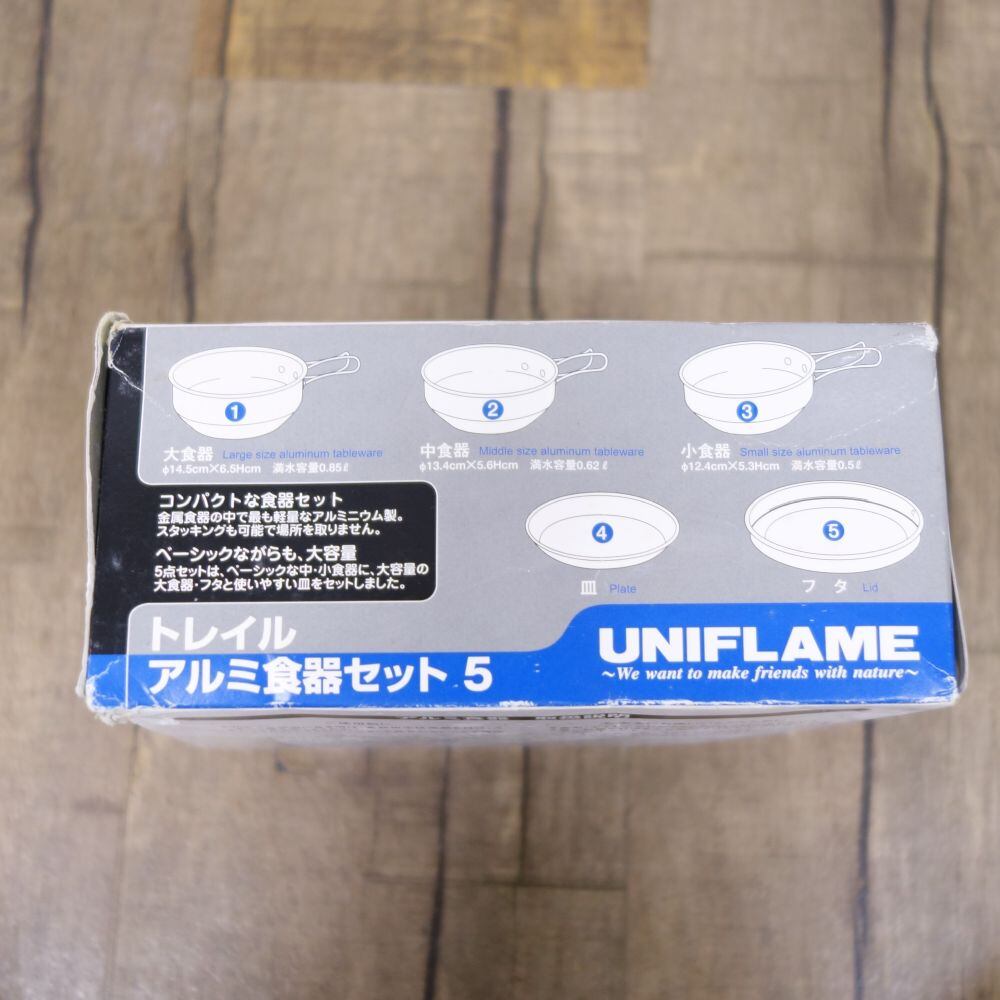 1
2
3
大食器 Large size aluminum tableware
φ14.5cm×6.5Hcm 満水容量0.85ℓ
中食器 Middle size aluminum tableware
φ13.4cm×5.6Hcm 満水容量0.62ℓ
小食器 Small size aluminum tableware
φ12.4cm×5.3Hcm 満水容量0.5ℓ
コンパクトな食器セット
金属食器の中で最も軽量なアルミニウム製。
スタッキングも可能で場所を取りません。
ベーシックながらも、大容量
5点セットは、ベーシックな中・小食器に、大容量の
大食器・フタと使いやすい皿をセットしました。
4
5
皿 Plate
フタ Lid
トレイル
アルミ食器セット 5
UNIFLAME
~We want to make friends with nature~